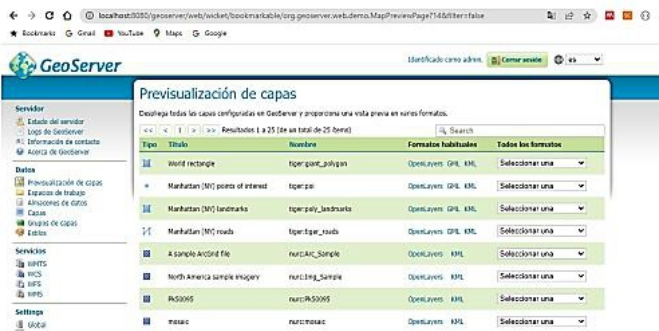 localhost:8080/geoserver/web/wicket/bookmarkable/org.geoserver.web.demo.MapPreviewPage?14&filter=false
Bookmarks Gmail YouTube Maps Google
GeoServer
Identificado como admin. Cerrar sesión es
Servidor
Estado del servidor
Logs de GeoServer
Información de contacto
Acerca de GeoServer
Datos
Previsualización de capas
Espacios de trabajo
Almacenes de datos
Capas
Grupos de capas
Estilos
Servicios
WMTS
WCS
WFS
WMS
Settings
Global
Previsualización de capas
Despliega todas las capas configuradas en GeoServer y proporciona una vista previa en varios formatos.
<< < 1 > >> Resultados 1 a 25 (de un total de 25 ítems) Search
Tipo Título Nombre Formatos habituales Todos los formatos
World rectangle tiger:giant_polygon OpenLayers GML KML Seleccionar una
Manhattan (NY) points of interest tiger:poi OpenLayers GML KML Seleccionar una
Manhattan (NY) landmarks tiger:poly_landmarks OpenLayers GML KML Seleccionar una
Manhattan (NY) roads tiger:tiger_roads OpenLayers GML KML Seleccionar una
A sample ArcGrid file nurc:Arc_Sample OpenLayers KML Seleccionar una
North America sample imagery nurc:Img_Sample OpenLayers KML Seleccionar una
Pk50095 nurc:Pk50095 OpenLayers KML Seleccionar una
mosaic nurc:mosaic OpenLayers KML Seleccionar una